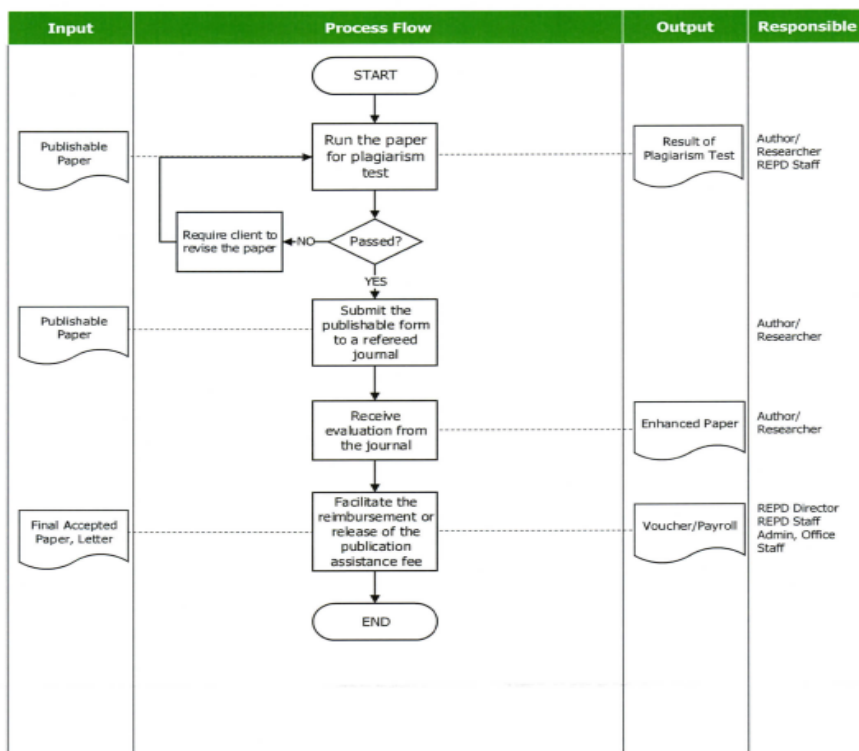 Input
Process Flow
Output
Responsible
START
Publishable
Paper
Run the paper
for plagiarism
test
Result of
Plagiarism Test
Author/
Researcher
REPD Staff
Require client to
revise the paper
NO
Passed?
YES
Publishable
Paper
Submit the
publishable form
to a refereed
journal
Author/
Researcher
Receive
evaluation from
the journal
Enhanced Paper
Author/
Researcher
Final Accepted
Paper, Letter
Facilitate the
reimbursement or
release of the
publication
assistance fee
Voucher/Payroll
REPD Director
REPD Staff
Admin, Office
Staff
END